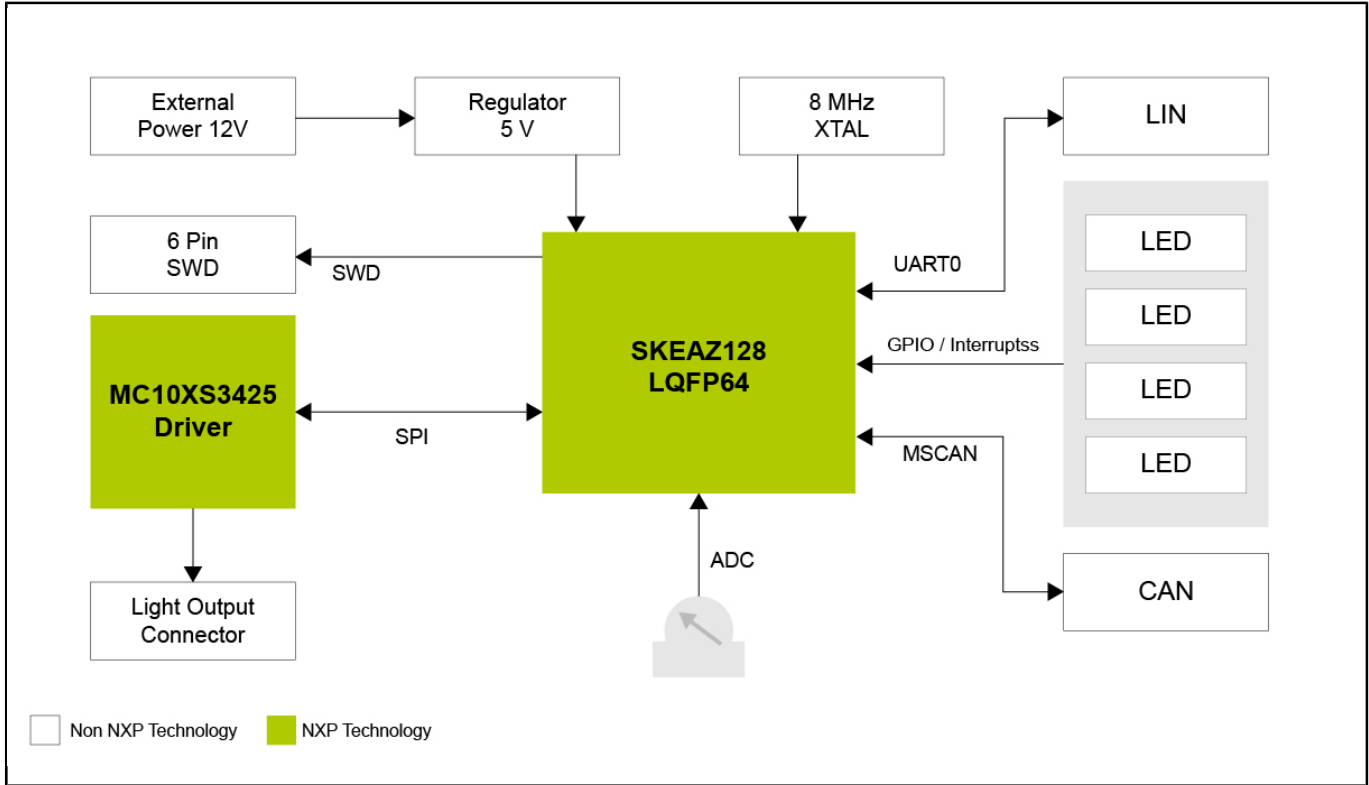 External
Power 12V
Regulator
5 V
8 MHz
XTAL
LIN
6 Pin
SWD
SWD
UART0
LED
LED
LED
LED
GPIO / Interruptss
MC10XS3425
Driver
SPI
SKEAZ128
LQFP64
MSCAN
ADC
CAN
Light Output
Connector
Non NXP Technology
NXP Technology